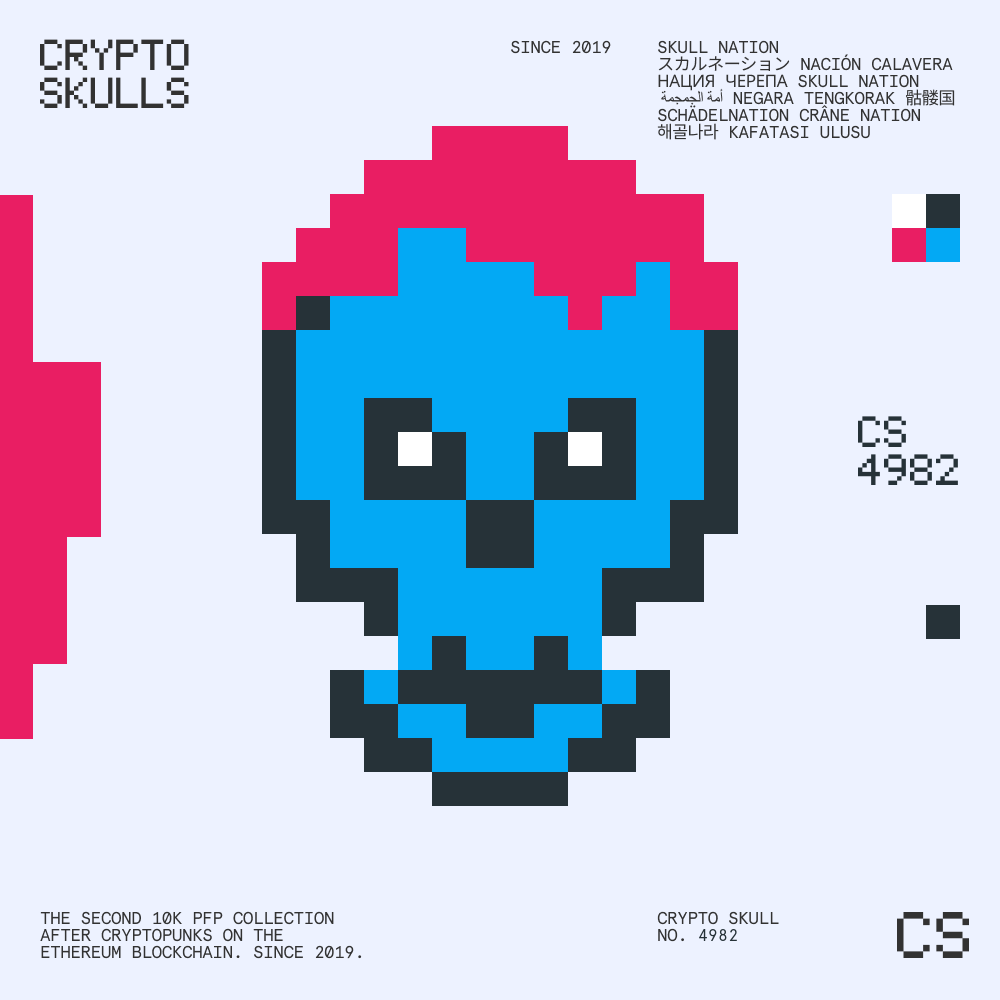 CRYPTO
SKULLS
SINCE 2019
SKULL NATION
スカルネーション NACIÓN CALAVERA
НАЦИЯ ЧЕРЕПА SKULL NATION
أمة الجمجمة NEGARA TENGKORAK 骷髅国
SCHÄDELNATION CRÂNE NATION
해골나라 KAFATASI ULUSU
CS
4982
THE SECOND 10K PFP COLLECTION
AFTER CRYPTOPUNKS ON THE
ETHEREUM BLOCKCHAIN. SINCE 2019.
CRYPTO SKULL
NO. 4982
CS